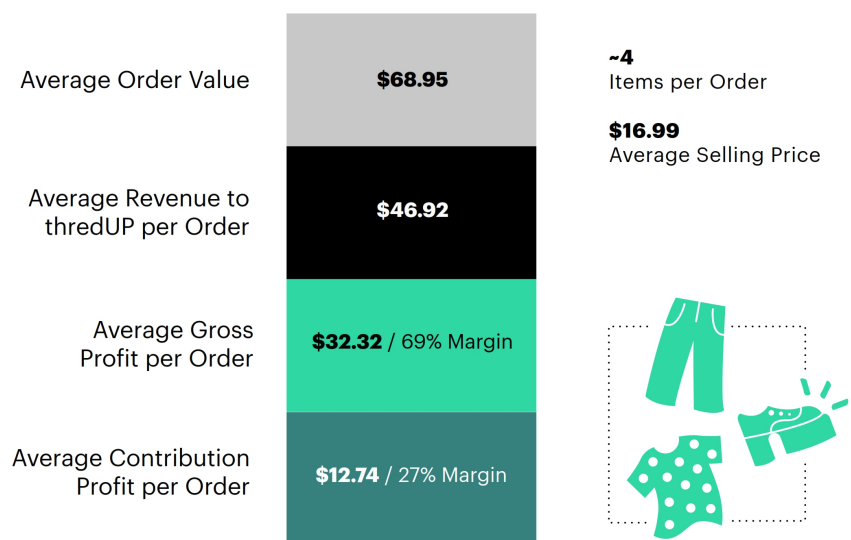 Average Order Value
$68.95
~4
Items per Order
$16.99
Average Selling Price
Average Revenue to
thredUP per Order
$46.92
Average Gross
Profit per Order
$32.32 / 69% Margin
Average Contribution
Profit per Order
$12.74 / 27% Margin